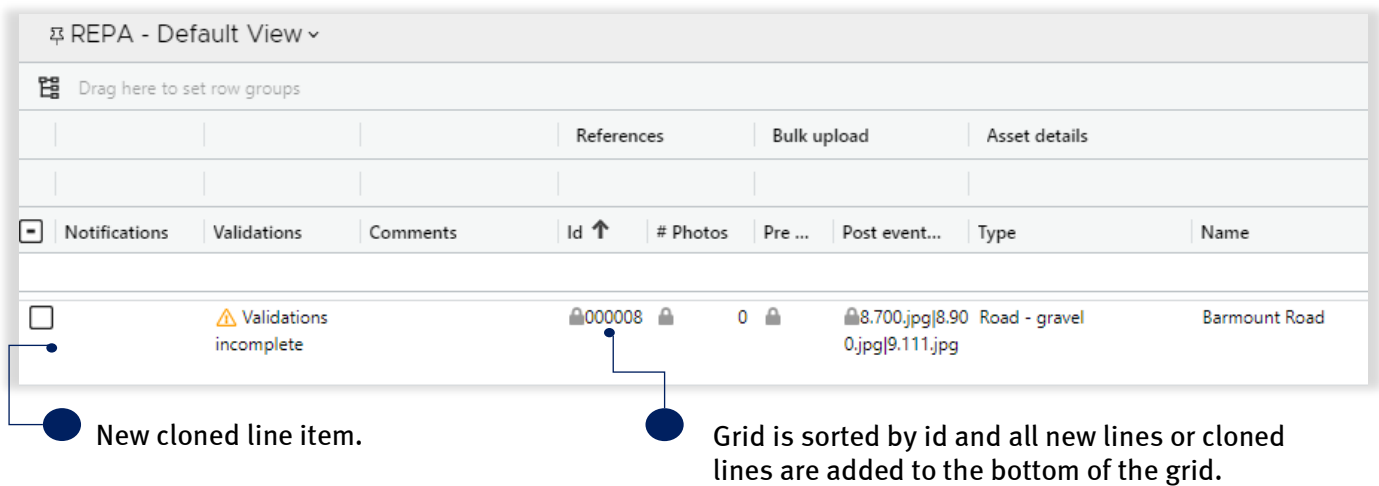 REPA - Default View
Drag here to set row groups
References Bulk upload Asset details
Notifications Validations Comments Id # Photos Pre ... Post event... Type Name
Validations 000008 0 8.700.jpg|8.90 Road - gravel Barmount Road
incomplete 0.jpg|9.111.jpg
New cloned line item.
Grid is sorted by id and all new lines or cloned
lines are added to the bottom of the grid.